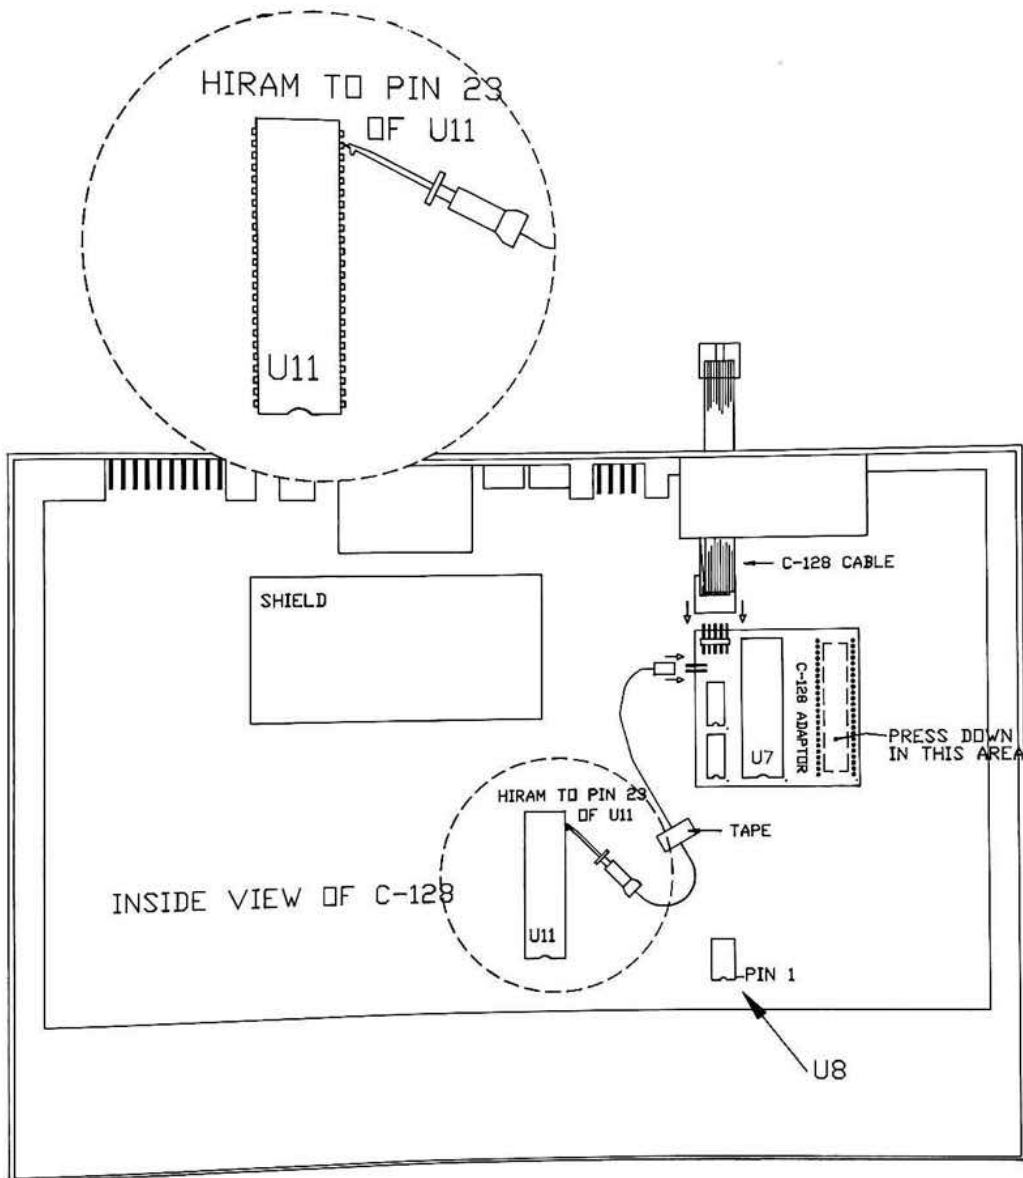 HIRAM TO PIN 23
OF U11
U11
C-128 CABLE
SHIELD
C-128 ADAPTOR
U7
PRESS DOWN
IN THIS AREA
HIRAM TO PIN 23
OF U11
TAPE
INSIDE VIEW OF C-128
U11
PIN 1
U8